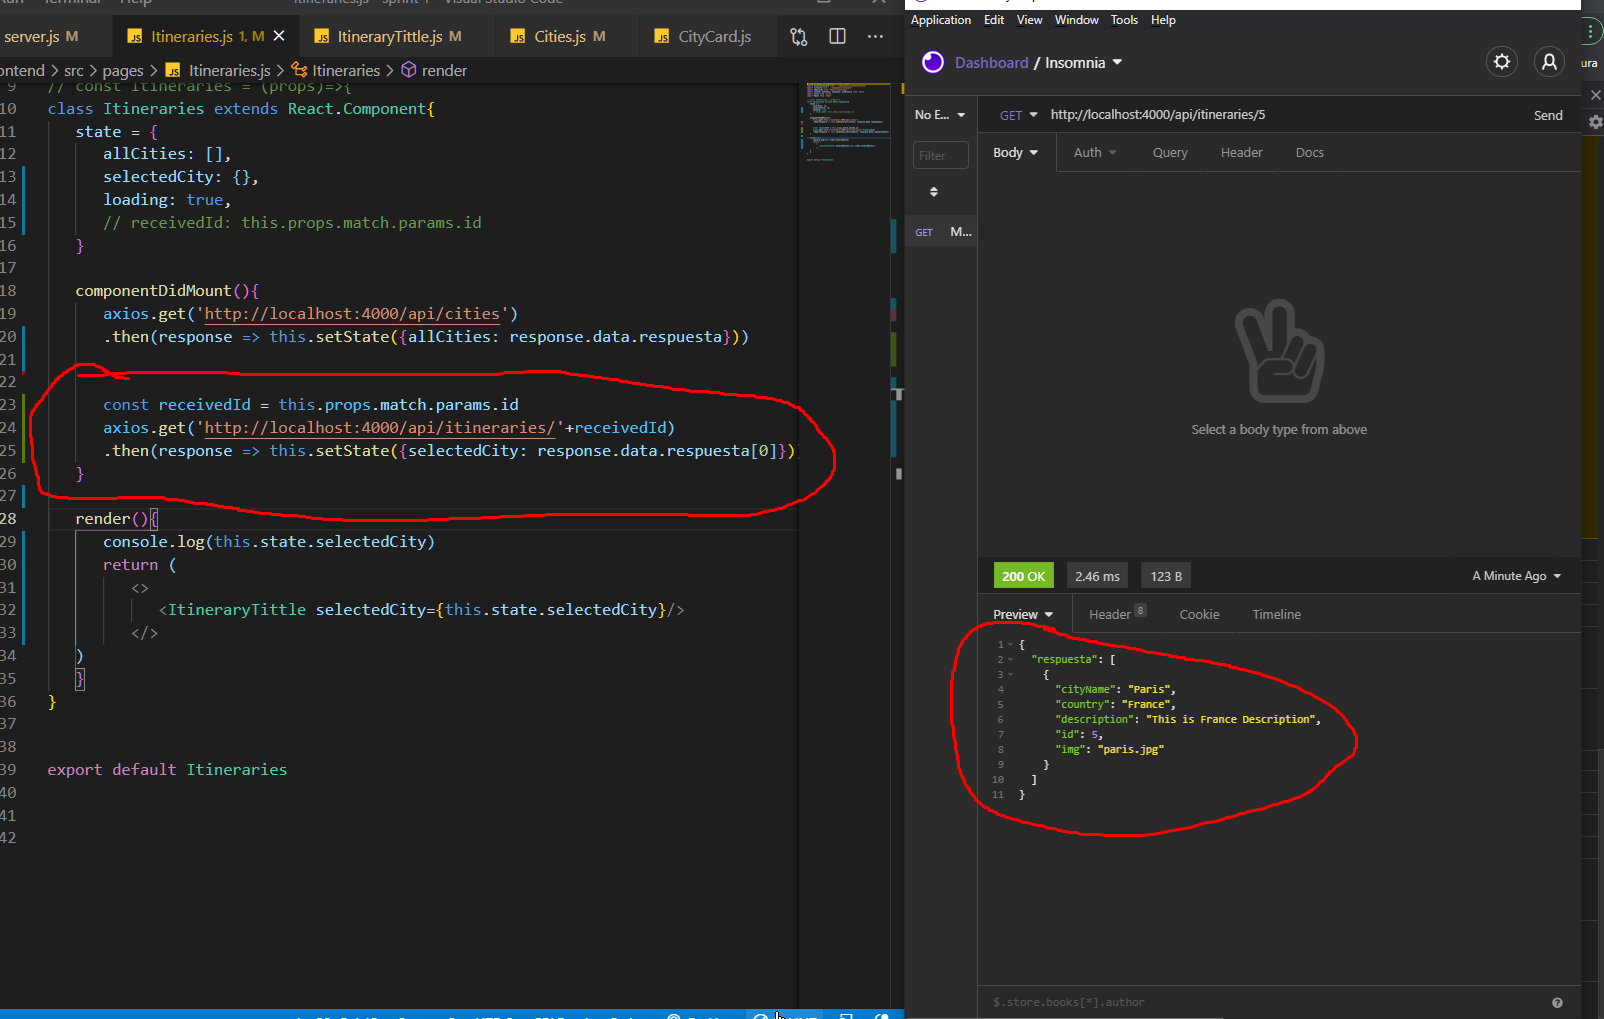 Itineraries.js - sprint-1 - Visual Studio Code
server.js M
Itineraries.js 1, M
ItineraryTittle.js M
Cities.js M
CityCard.js
ontend > src > pages > JS Itineraries.js > Itineraries > render
9 // const Itineraries = (props)=>{
10 class Itineraries extends React.Component{
11 state = {
12 allCities: [],
13 selectedCity: {},
14 loading: true,
15 // receivedId: this.props.match.params.id
16 }
17
18 componentDidMount(){
19 axios.get('http://localhost:4000/api/cities')
20 .then(response => this.setState({allCities: response.data.respuesta}))
21
22
23 const receivedId = this.props.match.params.id
24 axios.get('http://localhost:4000/api/itineraries/'+receivedId)
25 .then(response => this.setState({selectedCity: response.data.respuesta[0]})
26 }
27
28 render(){
29 console.log(this.state.selectedCity)
30 return (
31 <>
32 <ItineraryTittle selectedCity={this.state.selectedCity}/>
33 </>
34 )
35 }
36 }
37
38
39 export default Itineraries
40
41
42
Application Edit View Window Tools Help
Dashboard / Insomnia
No E...
GET http://localhost:4000/api/itineraries/5 Send
Filter
Body Auth Query Header Docs
GET M...
Select a body type from above
200 OK 2.46 ms 123 B A Minute Ago
Preview Header 8 Cookie Timeline
1 {
2 "respuesta": [
3 {
4 "cityName": "Paris",
5 "country": "France",
6 "description": "This is France Description",
7 "id": 5,
8 "img": "paris.jpg"
9 }
10 ]
11 }
$.store.books[*].author
ura